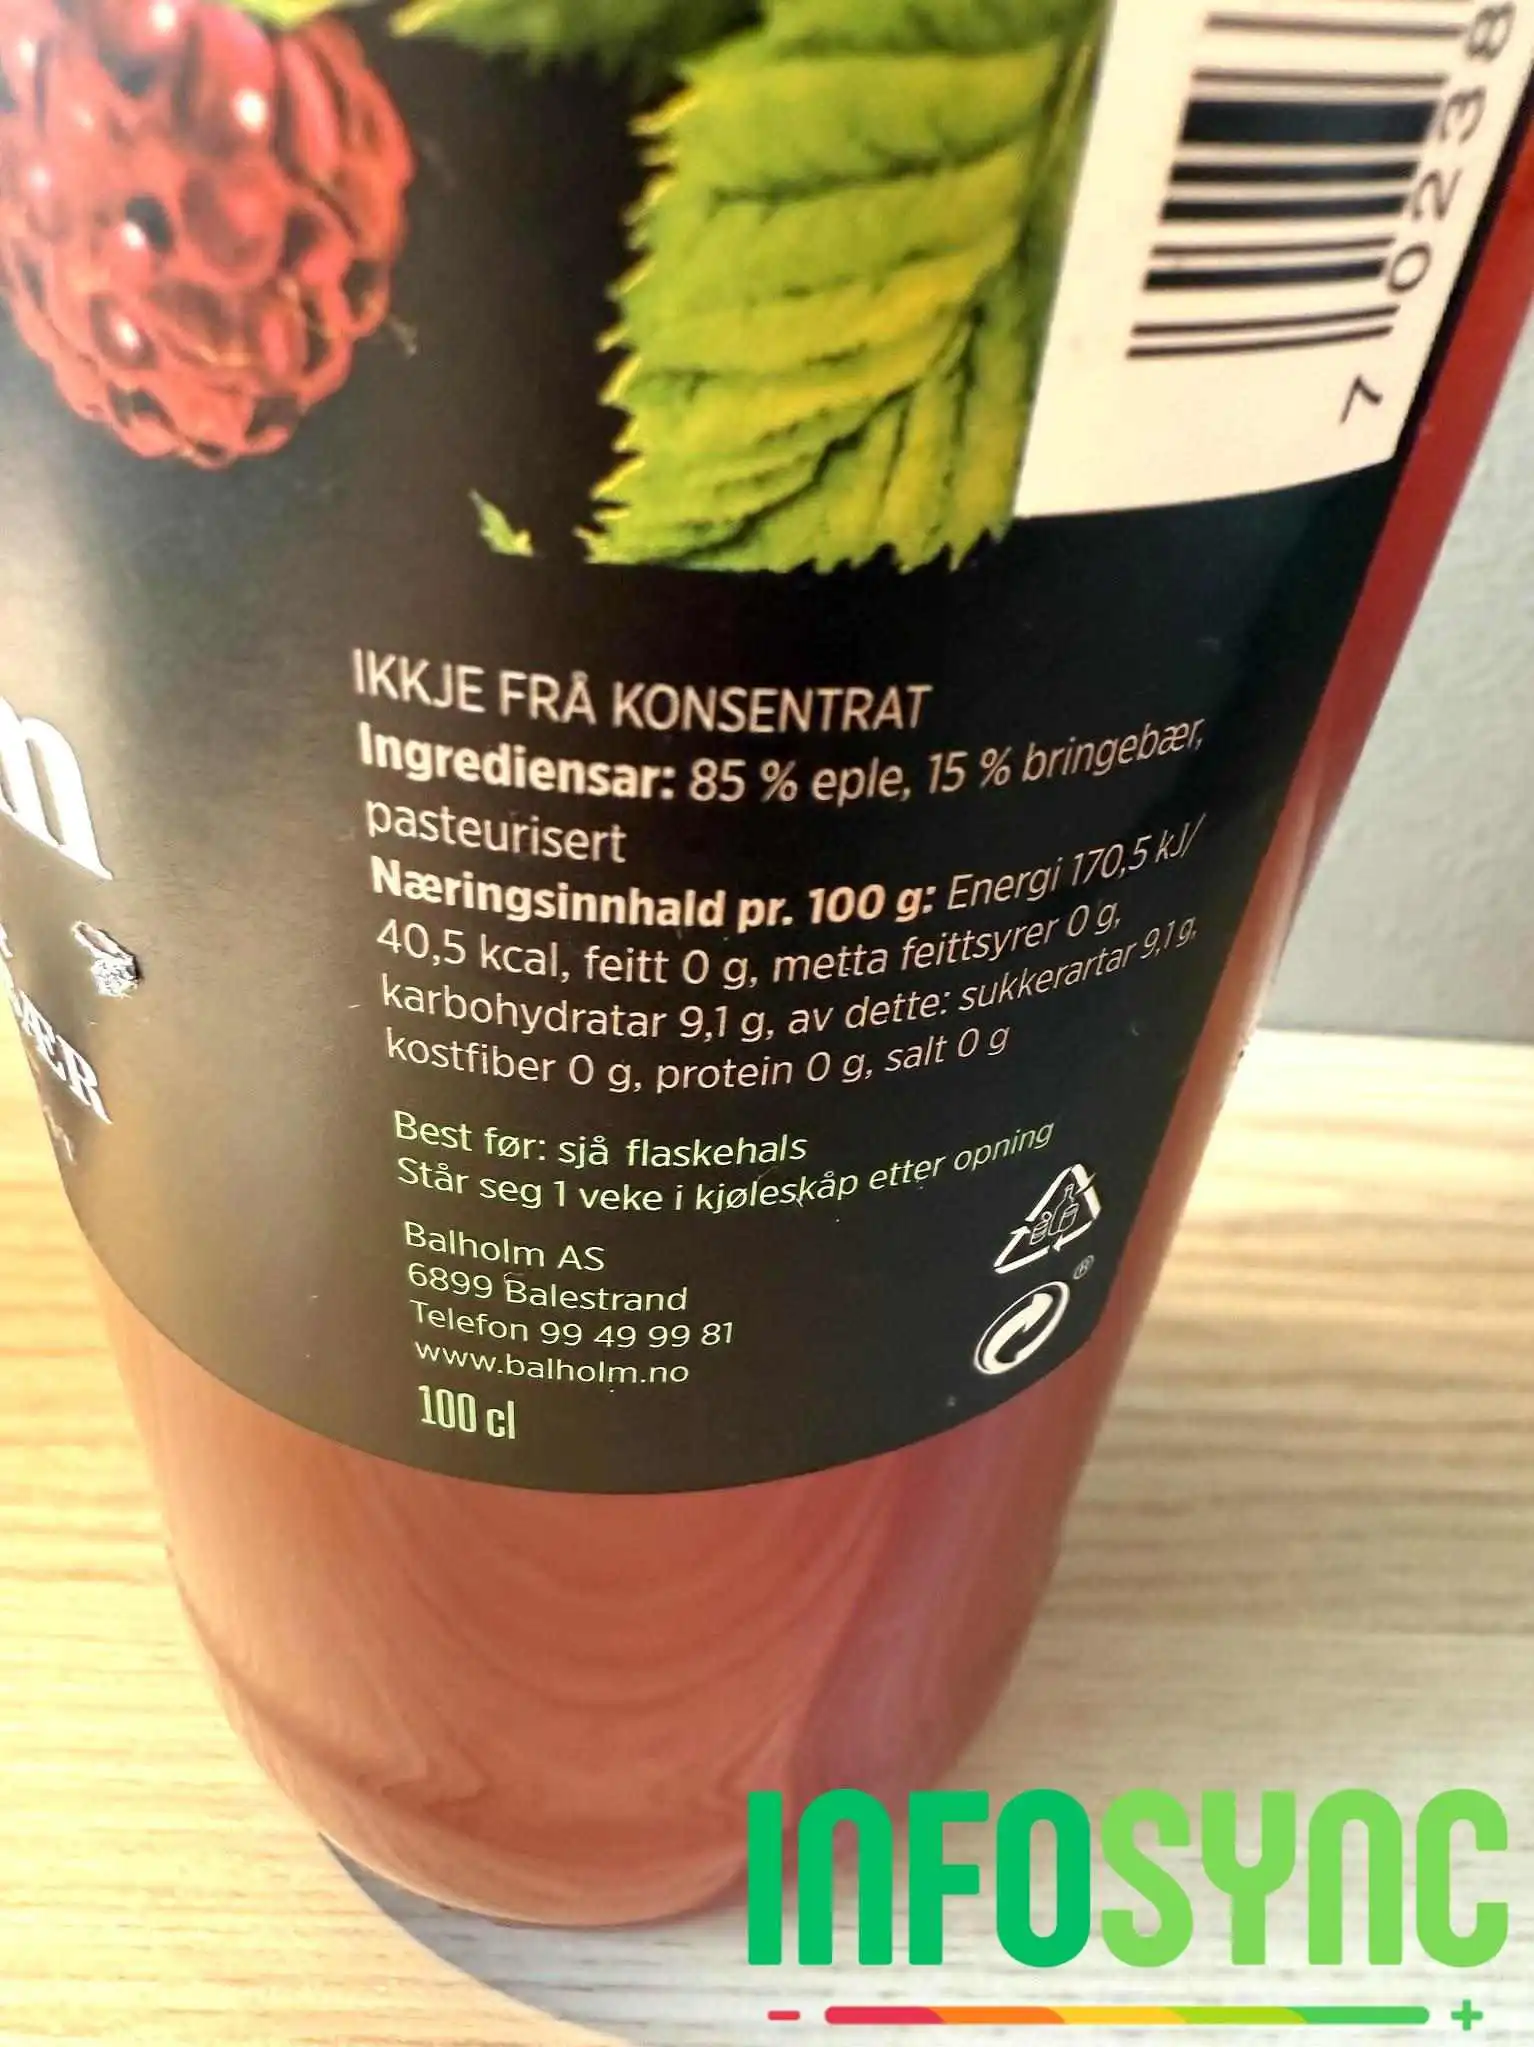 7 0238
IKKJE FRÅ KONSENTRAT
Ingrediensar: 85 % eple, 15 % bringebær,
pasteurisert
Næringsinnhald pr. 100 g: Energi 170,5 kJ/
40,5 kcal, feitt 0 g, metta feittsyrer 0 g,
karbohydratar 9,1 g, av dette: sukkerartar 9,1 g,
kostfiber 0 g, protein 0 g, salt 0 g
Best før: sjå flaskehals
Står seg 1 veke i kjøleskåp etter opning
Balholm AS
6899 Balestrand
Telefon 99 49 99 81
www.balholm.no
100 cl
®
INFOSYNC
- +